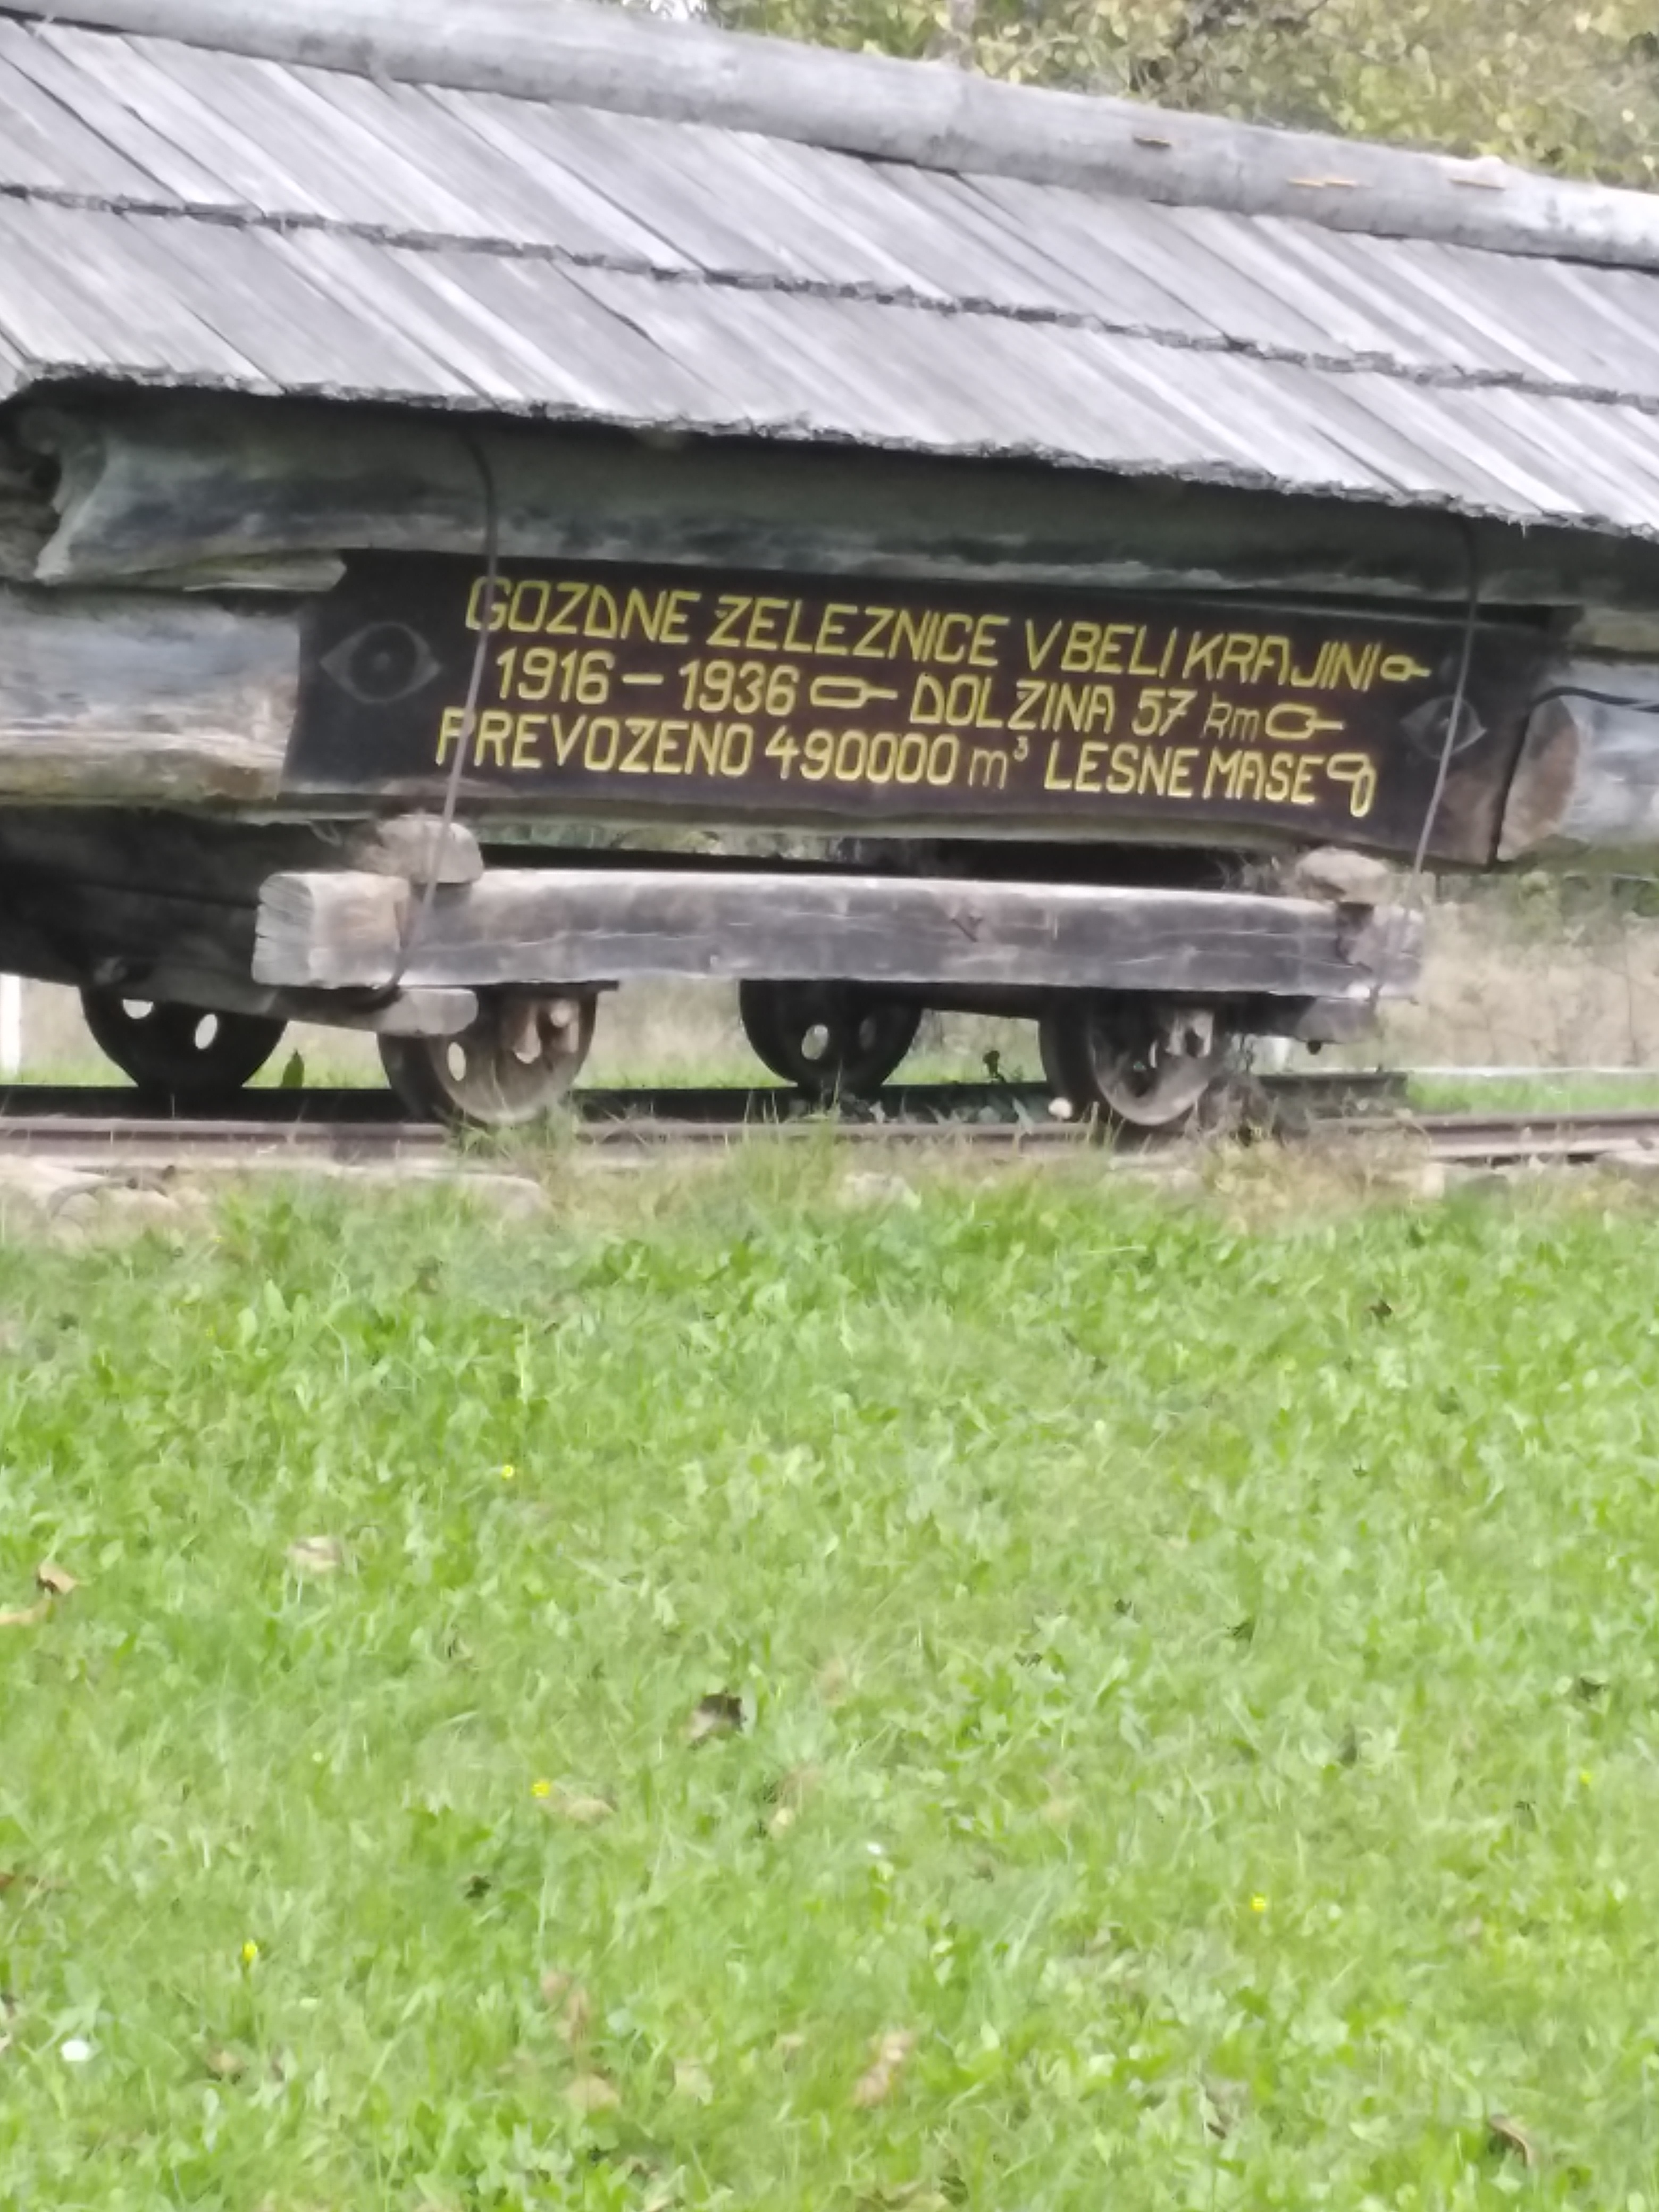 GOZDNE ŽELEZNICE V BELI KRAJINI
1916 – 1936 DOLŽINA 57 km
PREVOŽENO 490000 m³ LESNE MASE